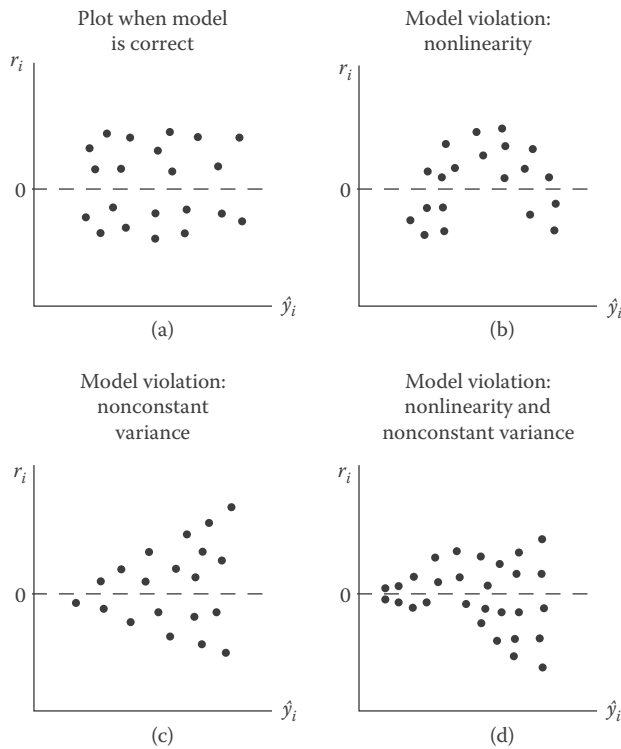 Plot when model
is correct
r_i
0
ŷ_i
(a)
Model violation:
nonlinearity
0
ŷ_i
(b)
Model violation:
nonconstant
variance
r_i
0
ŷ_i
(c)
Model violation:
nonlinearity and
nonconstant variance
r_i
0
ŷ_i
(d)